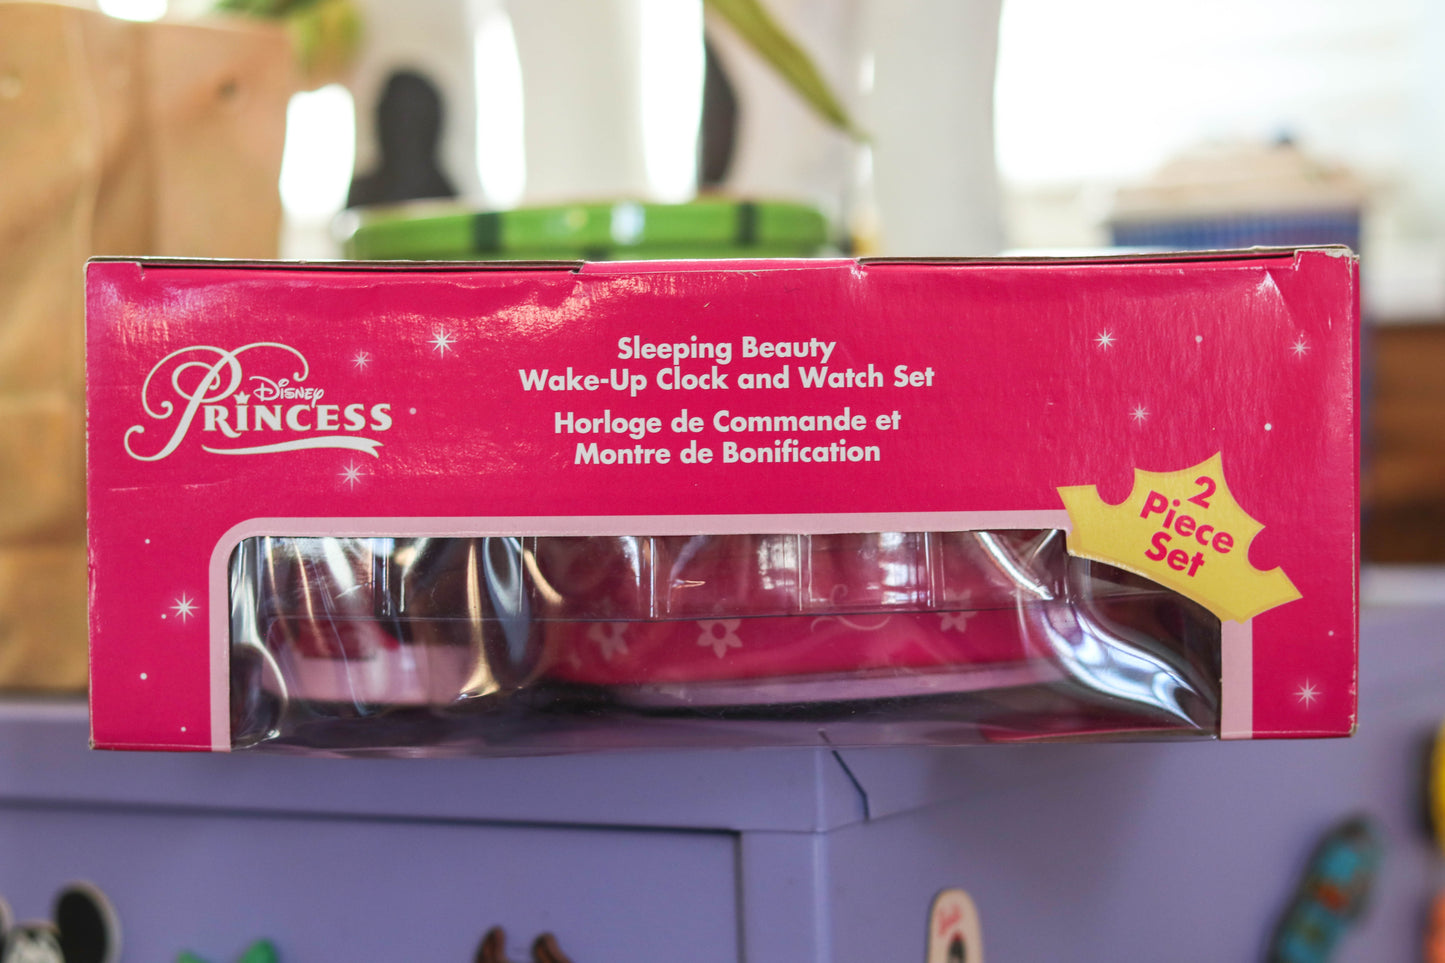 Disney
PRINCESS
Sleeping Beauty
Wake-Up Clock and Watch Set
Horloge de Commande et
Montre de Bonification
2
Piece
Set